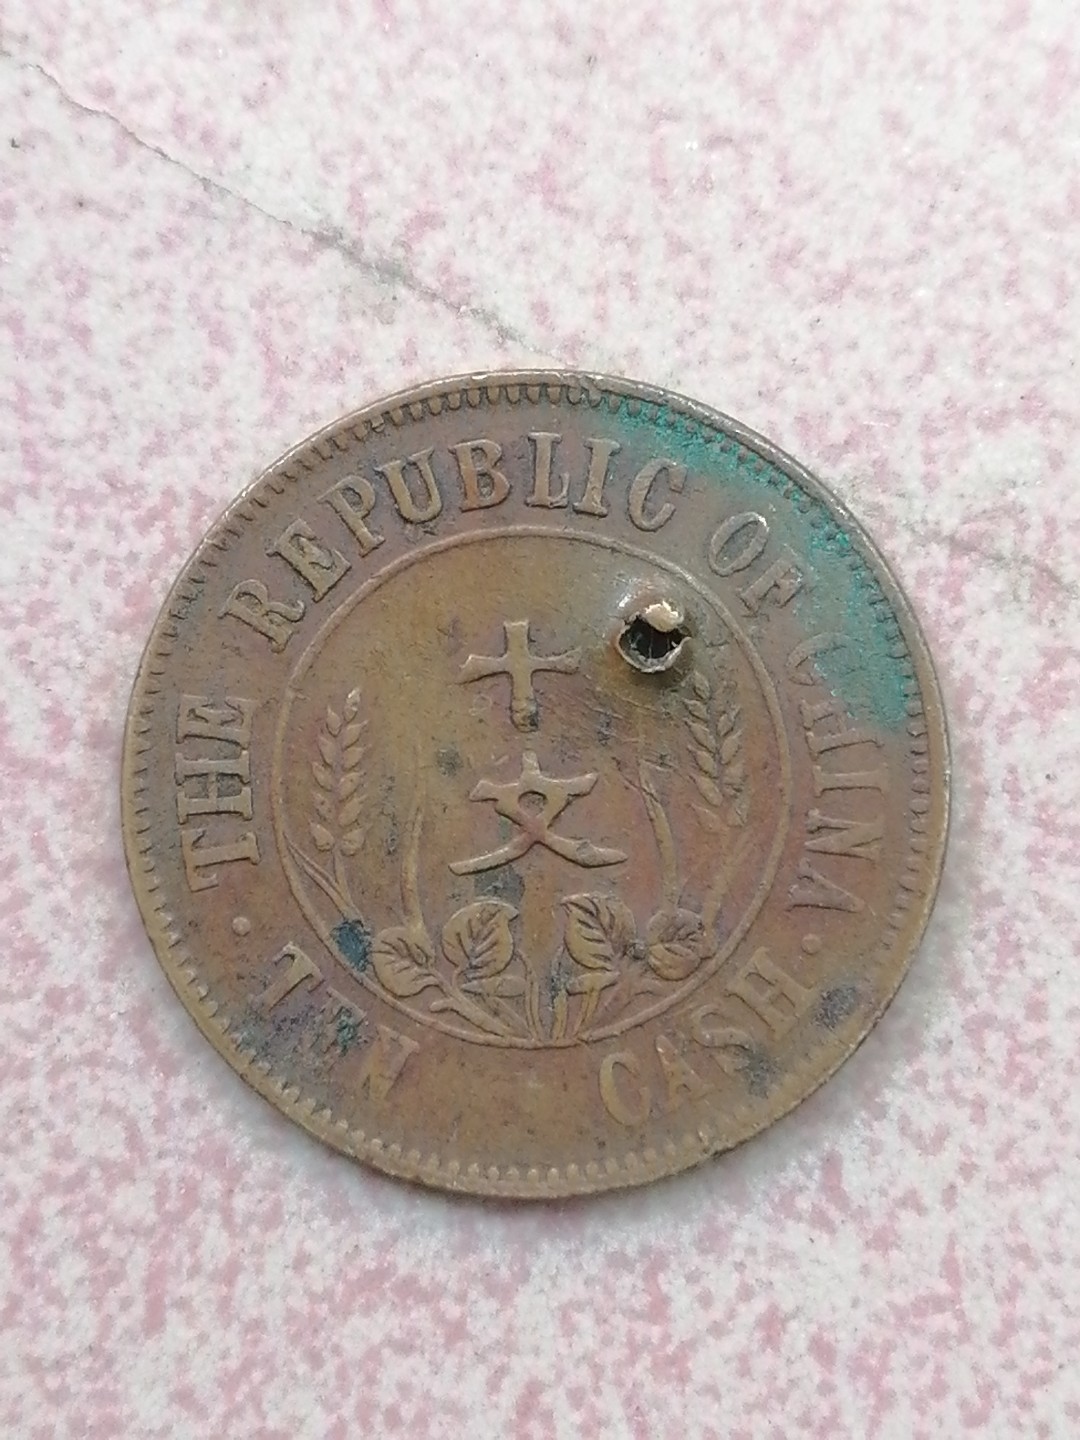 THE REPUBLIC OF CHINA
十
文
TEN CASH